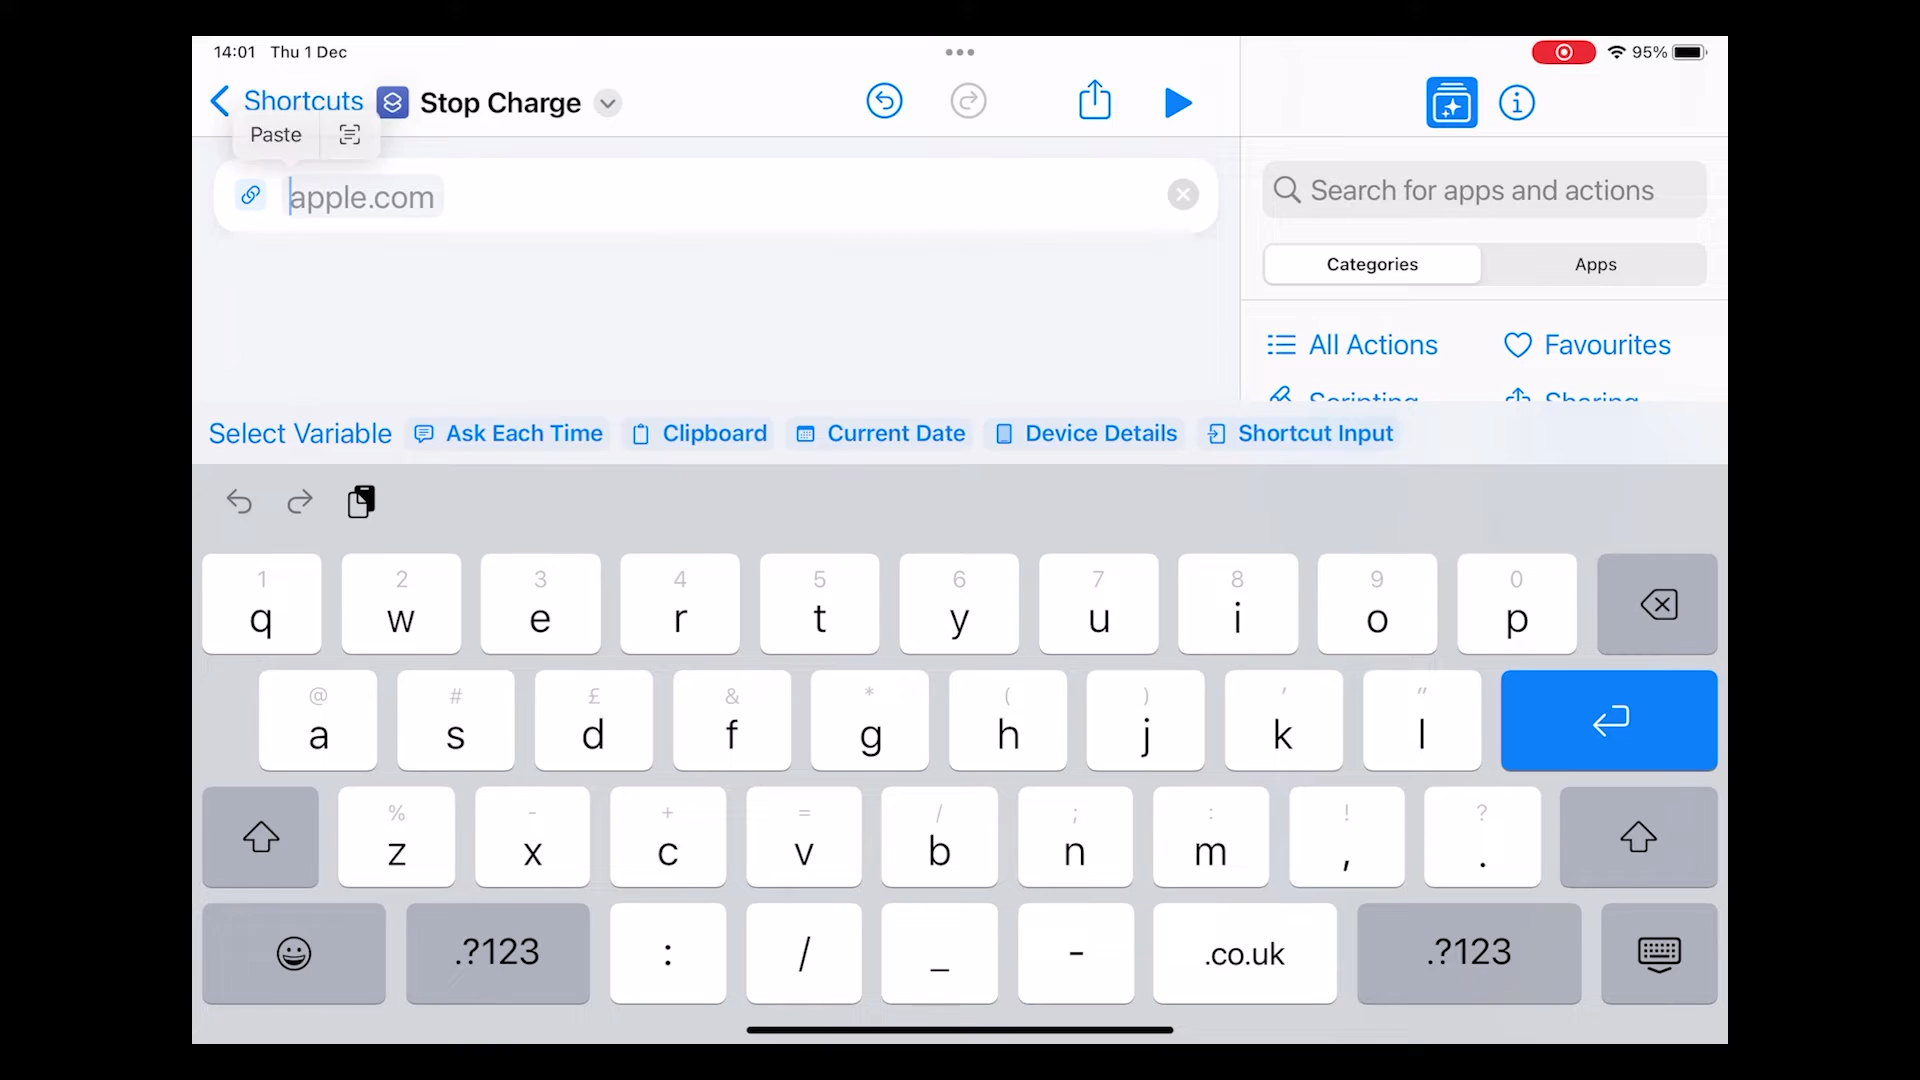 14:01 Thu 1 Dec 95%
Shortcuts Stop Charge
Paste
apple.com
Search for apps and actions
Categories Apps
All Actions Favourites
Scripting Sharing
Select Variable Ask Each Time Clipboard Current Date Device Details Shortcut Input
1 2 3 4 5 6 7 8 9 0
q w e r t y u i o p
@ # £ & * ( ) ' "
a s d f g h j k l
% - + = / ; : ! ?
z x c v b n m , .
.?123 : / _ - .co.uk .?123